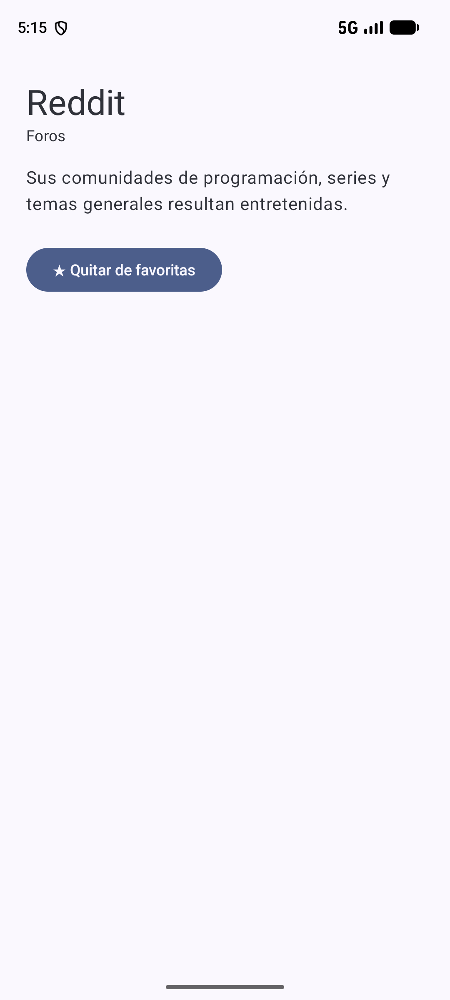 5:15
5G
Reddit
Foros
Sus comunidades de programación, series y
temas generales resultan entretenidas.
★ Quitar de favoritas